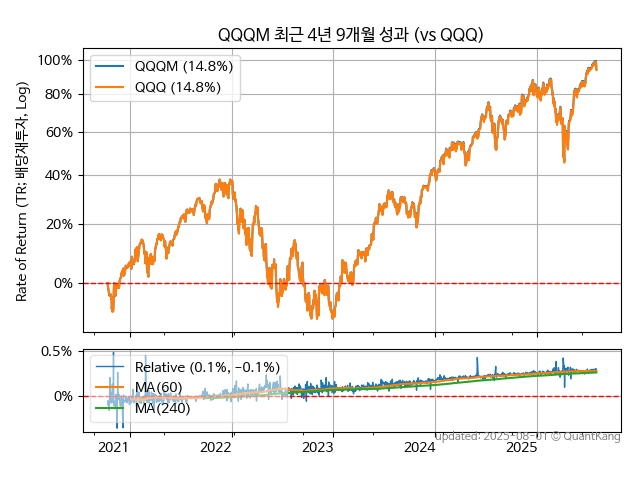 QQQM 최근 4년 9개월 성과 (vs QQQ)
Rate of Return (TR; 배당재투자, Log)
100%
80%
60%
40%
20%
0%
QQQM (14.8%)
QQQ (14.8%)
0.5%
0%
Relative (0.1%, −0.1%)
MA(60)
MA(240)
2021 2022 2023 2024 2025
updated: 2025-08-01 © QuantKang